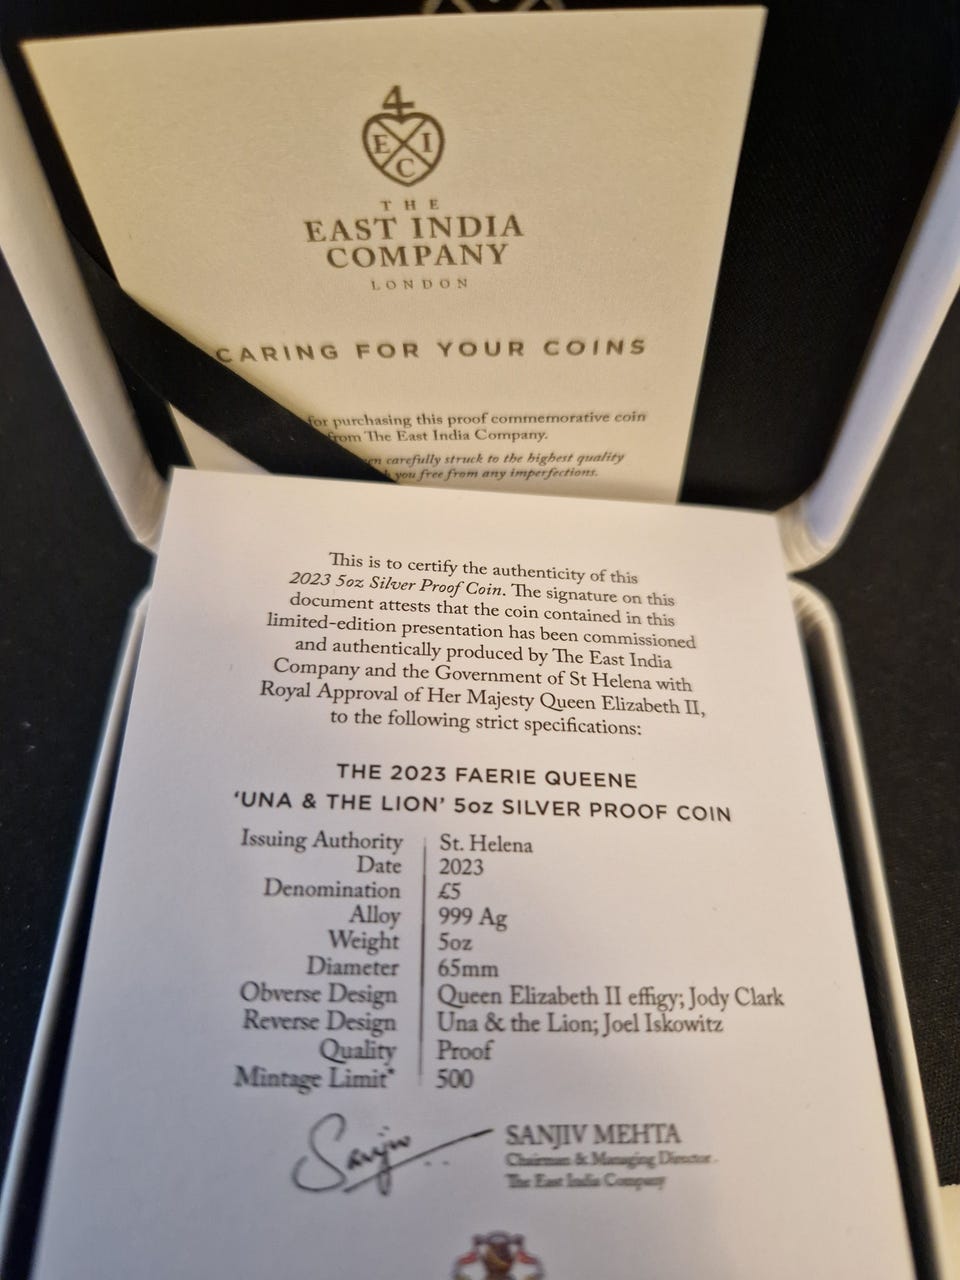 4
E I
C
THE
EAST INDIA
COMPANY
LONDON
CARING FOR YOUR COINS
for purchasing this proof commemorative coin
from The East India Company.
carefully struck to the highest quality
you free from any imperfections.
This is to certify the authenticity of this
2023 5oz Silver Proof Coin. The signature on this
document attests that the coin contained in this
limited-edition presentation has been commissioned
and authentically produced by The East India
Company and the Government of St Helena with
Royal Approval of Her Majesty Queen Elizabeth II,
to the following strict specifications:
THE 2023 FAERIE QUEENE
‘UNA & THE LION’ 5oz SILVER PROOF COIN
Issuing Authority St. Helena
Date 2023
Denomination £5
Alloy 999 Ag
Weight 5oz
Diameter 65mm
Obverse Design Queen Elizabeth II effigy; Jody Clark
Reverse Design Una & the Lion; Joel Iskowitz
Quality Proof
Mintage Limit* 500
Sanjiv
SANJIV MEHTA
Chairman & Managing Director
The East India Company